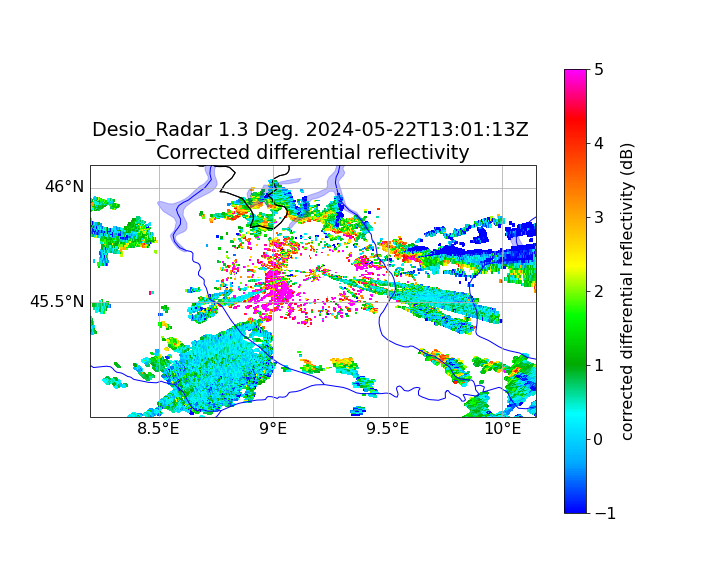 Desio_Radar 1.3 Deg. 2024-05-22T13:01:13Z
Corrected differential reflectivity
46°N
45.5°N
8.5°E
9°E
9.5°E
10°E
5
4
3
2
1
0
−1
corrected differential reflectivity (dB)